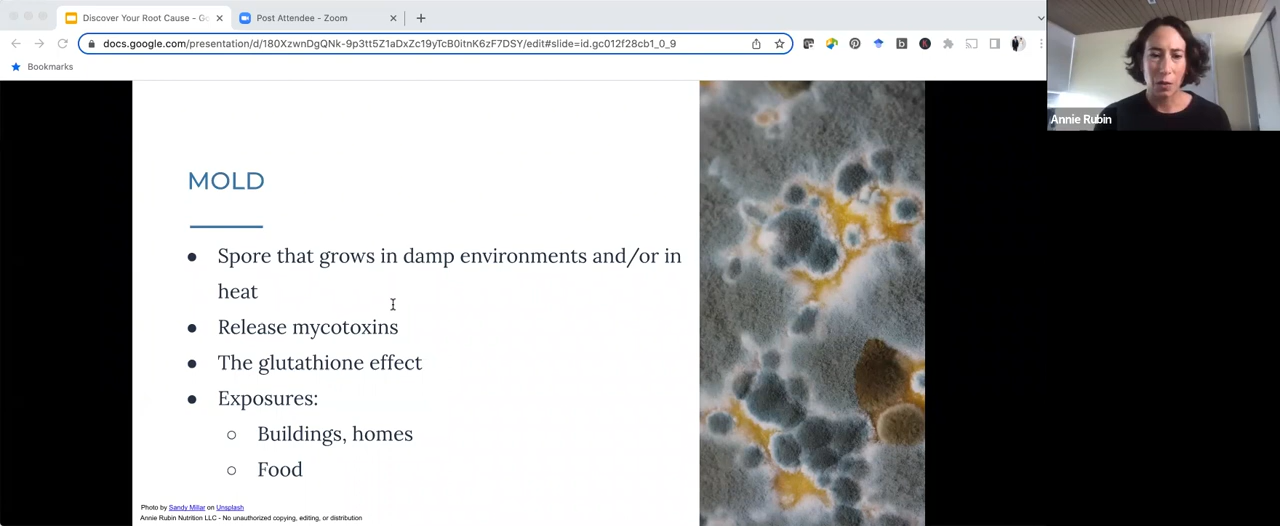 Discover Your Root Cause - Go
Post Attendee - Zoom
docs.google.com/presentation/d/180XzwnDgQNk-9p3tt5Z1aDxZc19yTcB0itnK6zF7DSY/edit#slide=id.gc012f28cb1_0_9
Bookmarks
Annie Rubin
MOLD
Spore that grows in damp environments and/or in
heat
Release mycotoxins
The glutathione effect
Exposures:
Buildings, homes
Food
Photo by Sandy Millar on Unsplash
Annie Rubin Nutrition LLC - No unauthorized copying, editing, or distribution